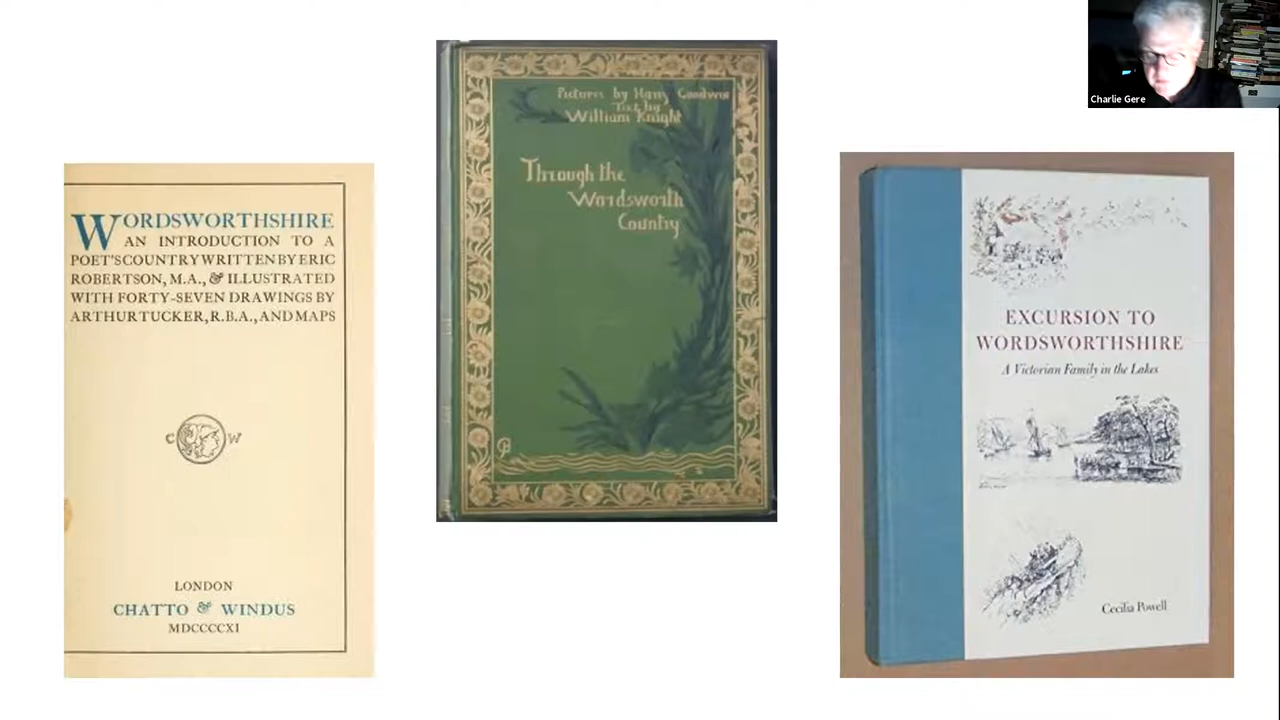 WORDSWORTHSHIRE
AN INTRODUCTION TO A
POET'S COUNTRY WRITTEN BY ERIC
ROBERTSON, M.A., & ILLUSTRATED
WITH FORTY-SEVEN DRAWINGS BY
ARTHUR TUCKER, R.B.A., AND MAPS
C W
LONDON
CHATTO & WINDUS
MDCCCCXI
Pictures by Harry Goodwin
Text by
William Knight
Through the
Wordsworth
Country
EXCURSION TO
WORDSWORTHSHIRE
A Victorian Family in the Lakes
Cecilia Powell
Charlie Gere